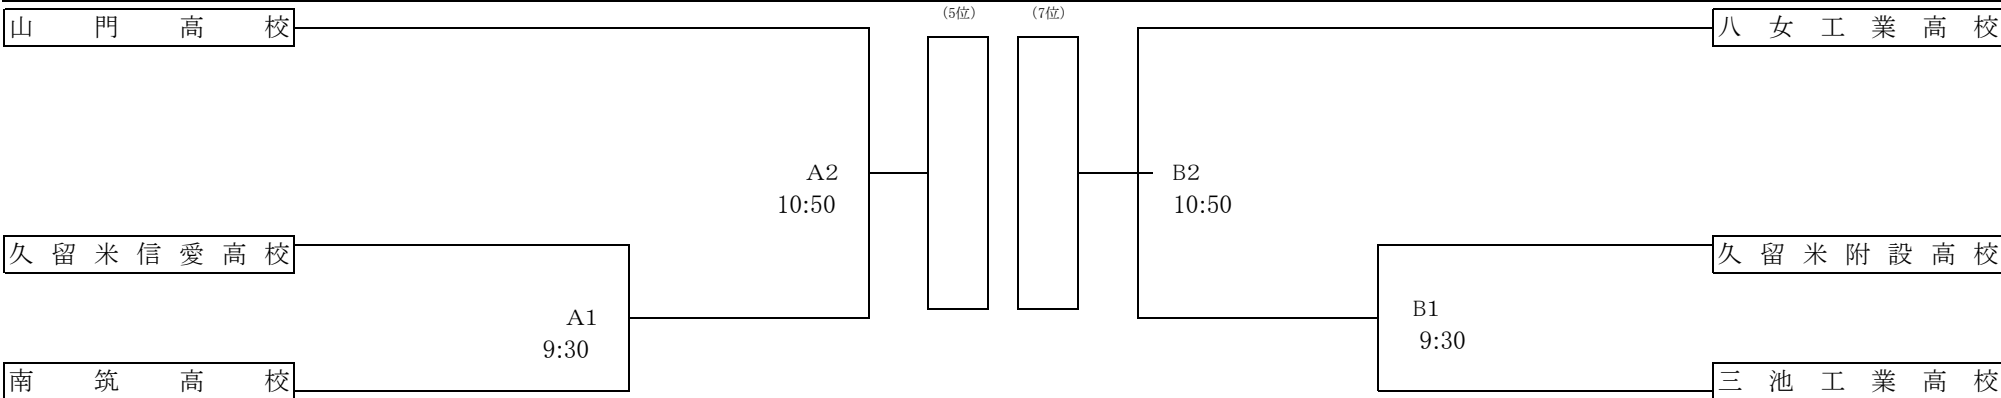 (5位)
(7位)
山門高校
八女工業高校
A2
10:50
B2
10:50
久留米信愛高校
久留米附設高校
A1
9:30
B1
9:30
南筑高校
三池工業高校